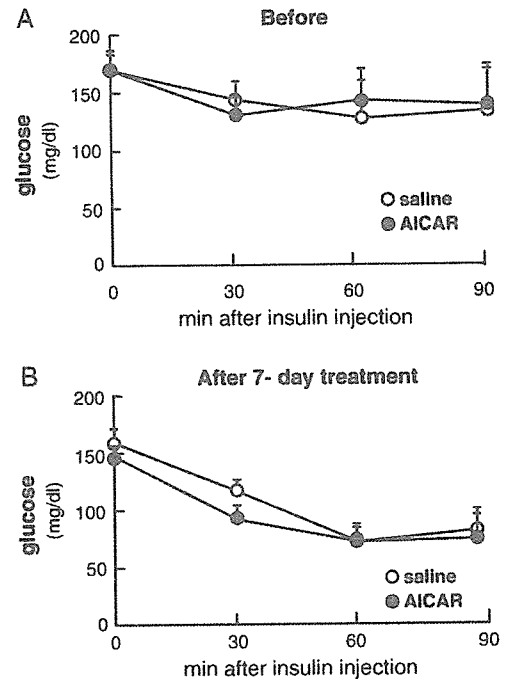 A
Before
200
150
100
50
0
glucose
(mg/dl)
saline
AICAR
0 30 60 90
min after insulin injection
B
After 7- day treatment
200
150
100
50
0
glucose
(mg/dl)
saline
AICAR
0 30 60 90
min after insulin injection